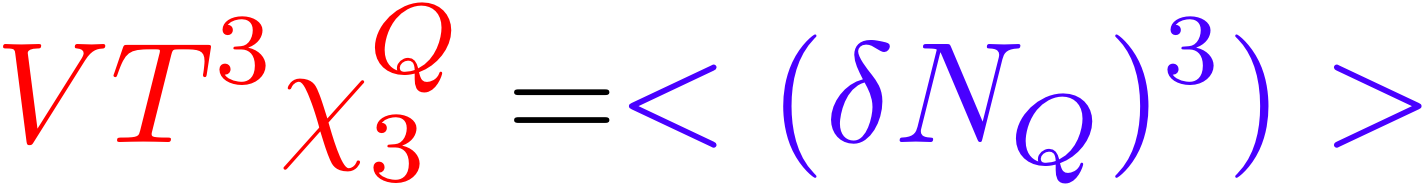 VT³χ₃^Q = < (δN_Q)³) >